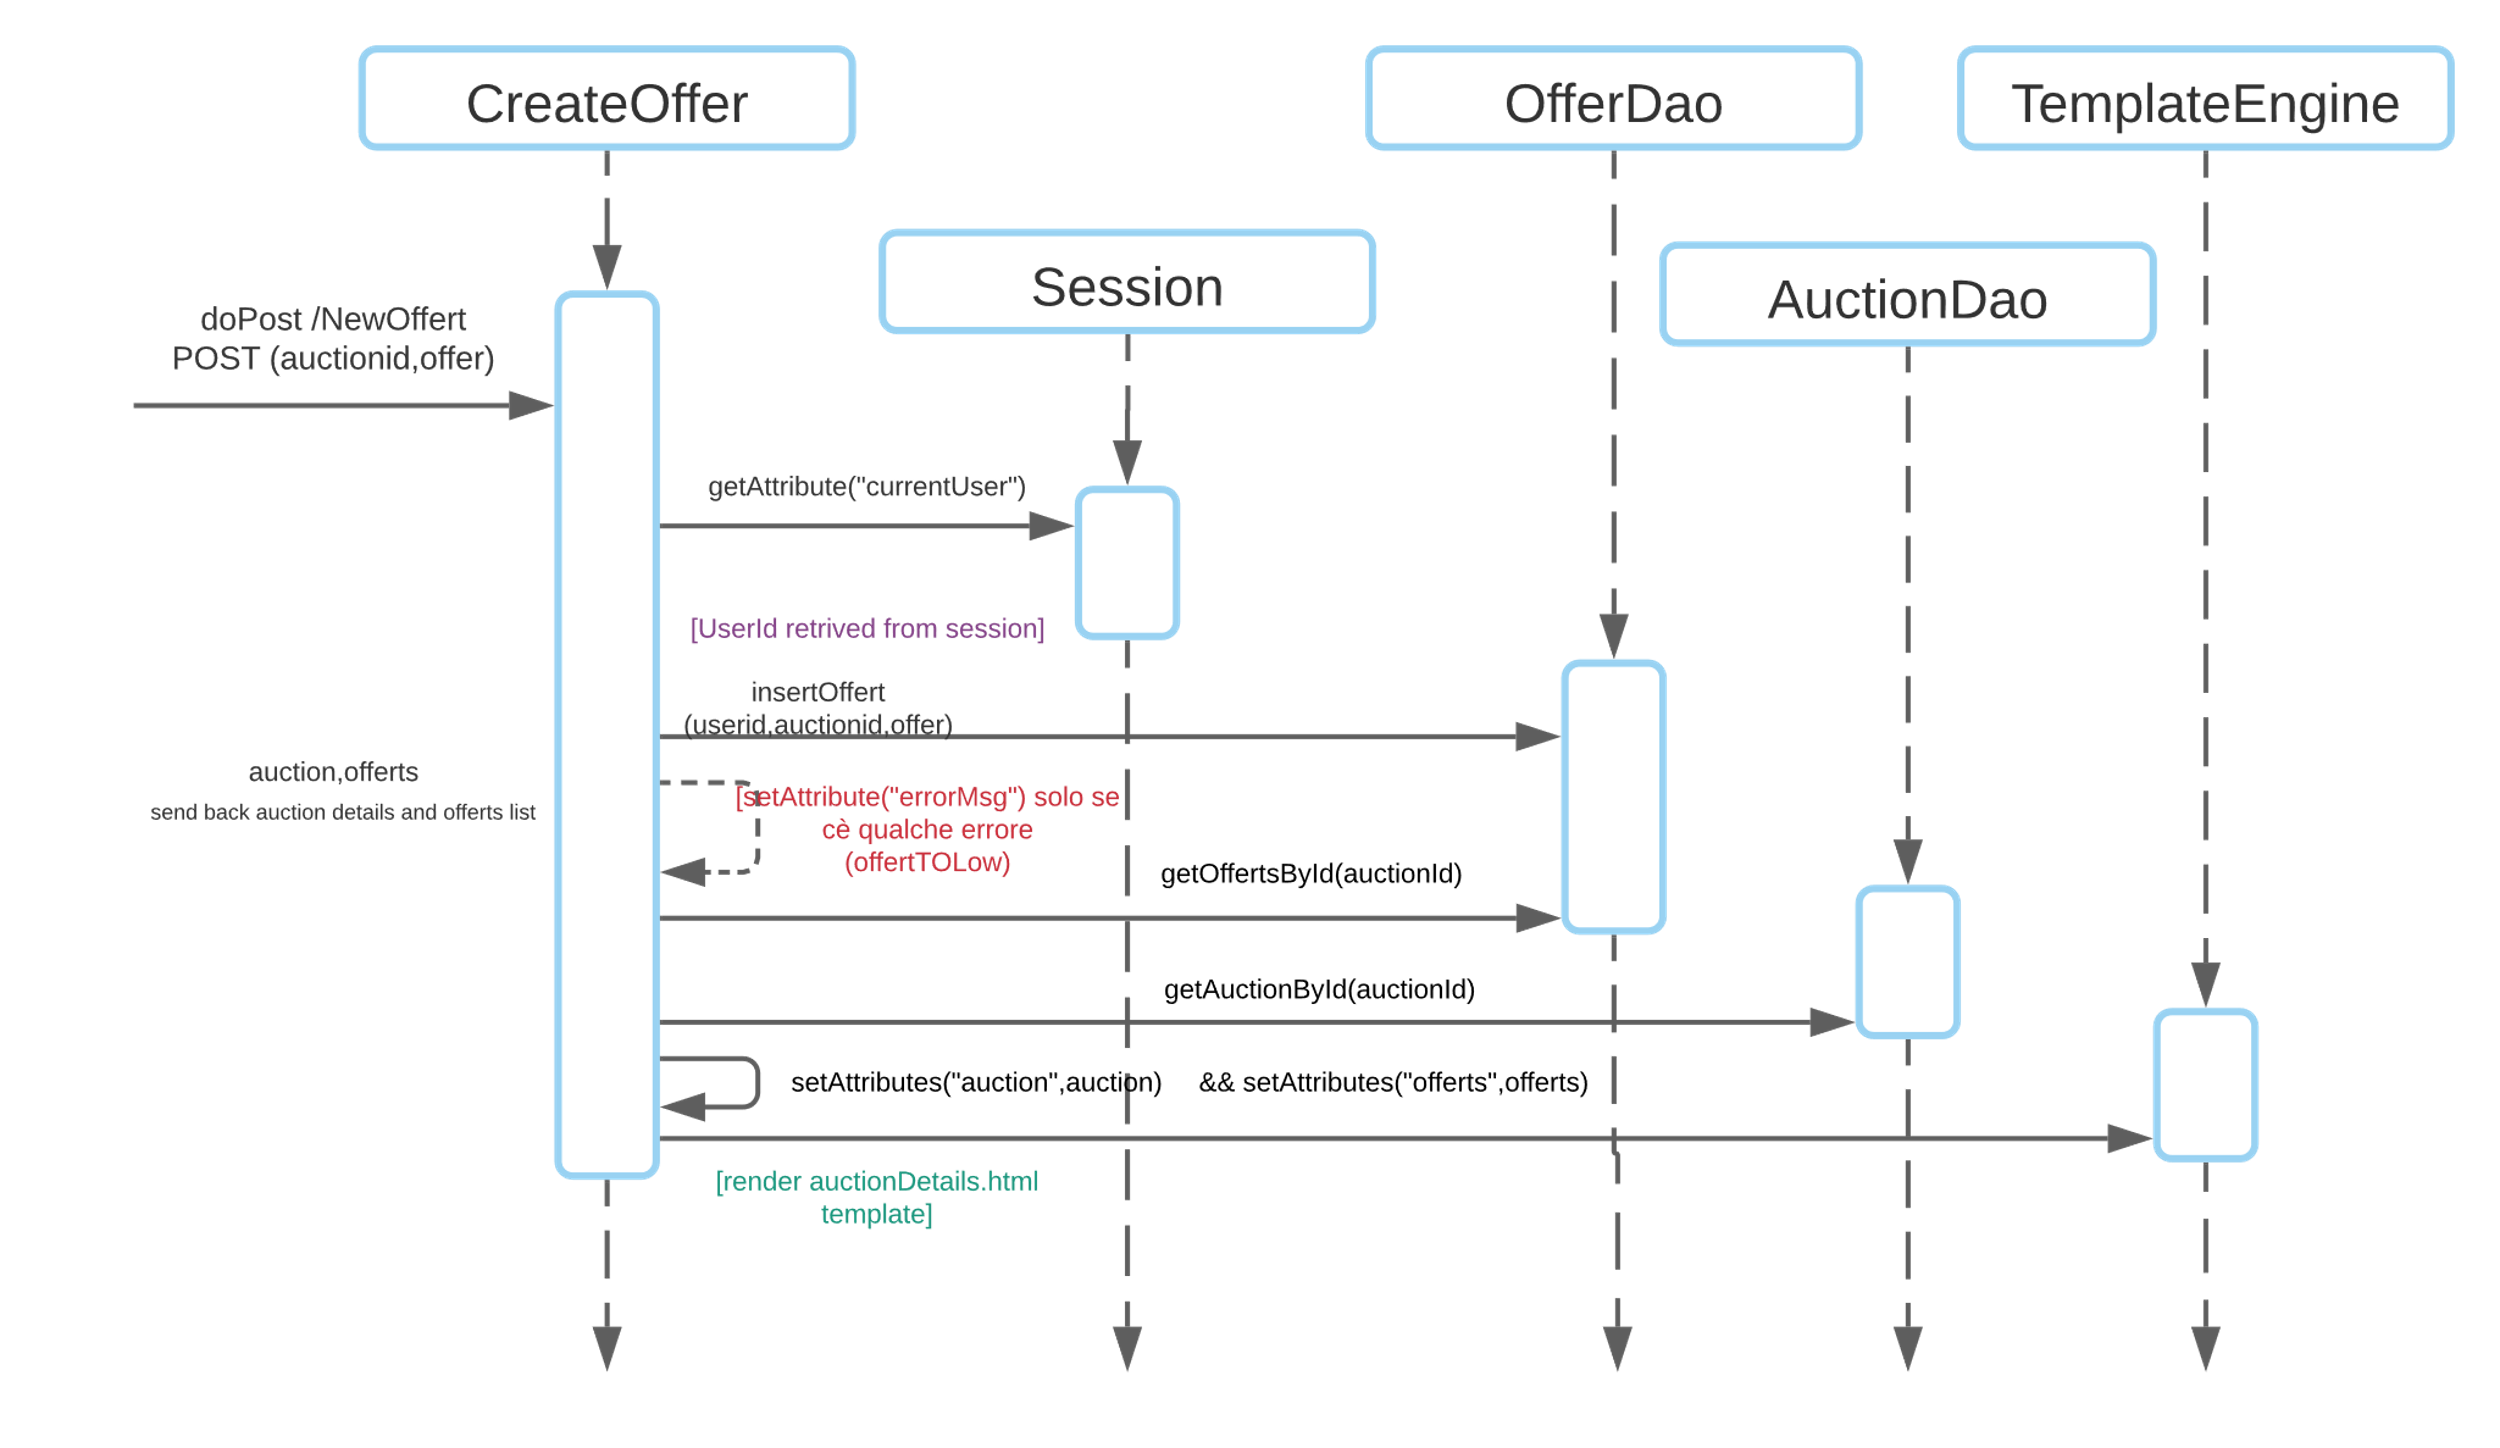 CreateOffer
OfferDao
TemplateEngine
Session
AuctionDao
doPost /NewOffert
POST (auctionid,offer)
getAttribute("currentUser")
[UserId retrived from session]
insertOffert
(userid,auctionid,offer)
auction,offerts
send back auction details and offerts list
[setAttribute("errorMsg") solo se
cè qualche errore
(offertTOLow)
getOffertsById(auctionId)
getAuctionById(auctionId)
setAttributes("auction",auction) && setAttributes("offerts",offerts)
[render auctionDetails.html
template]